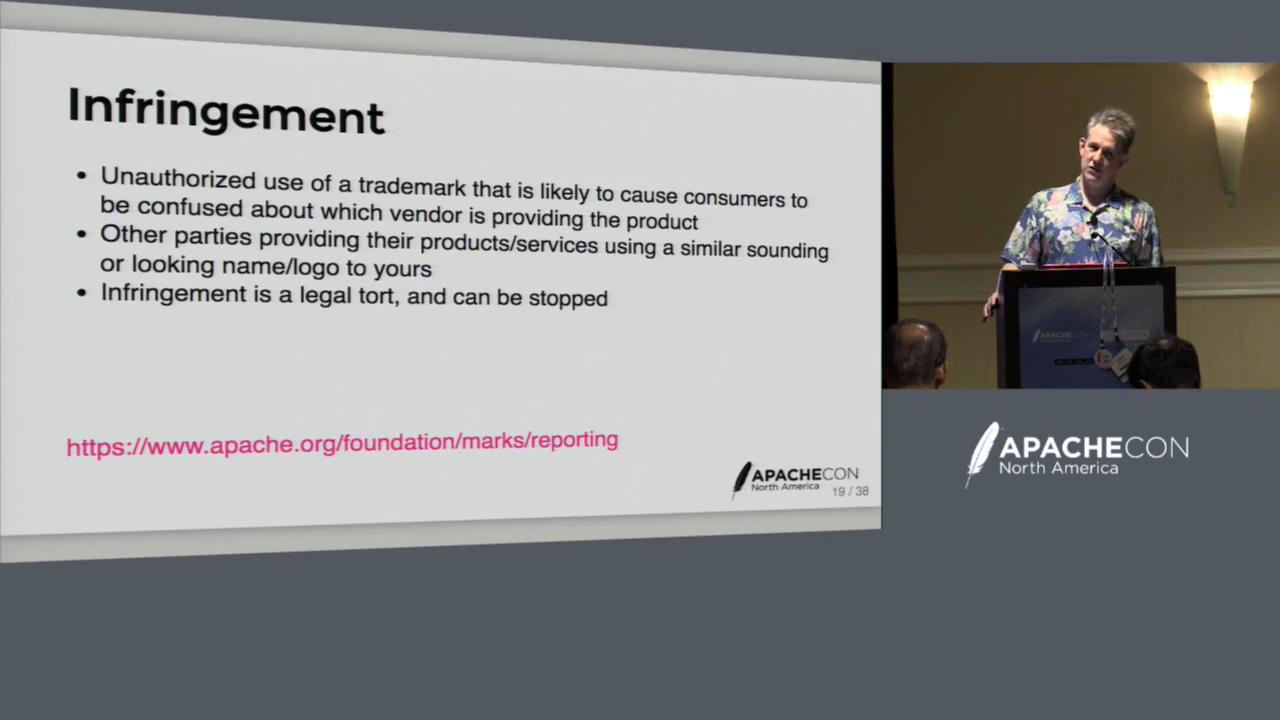 Infringement
• Unauthorized use of a trademark that is likely to cause consumers to
be confused about which vendor is providing the product
• Other parties providing their products/services using a similar sounding
or looking name/logo to yours
• Infringement is a legal tort, and can be stopped
https://www.apache.org/foundation/marks/reporting
APACHECON
North America
19 / 38
APACHECON
APACHECON
North America